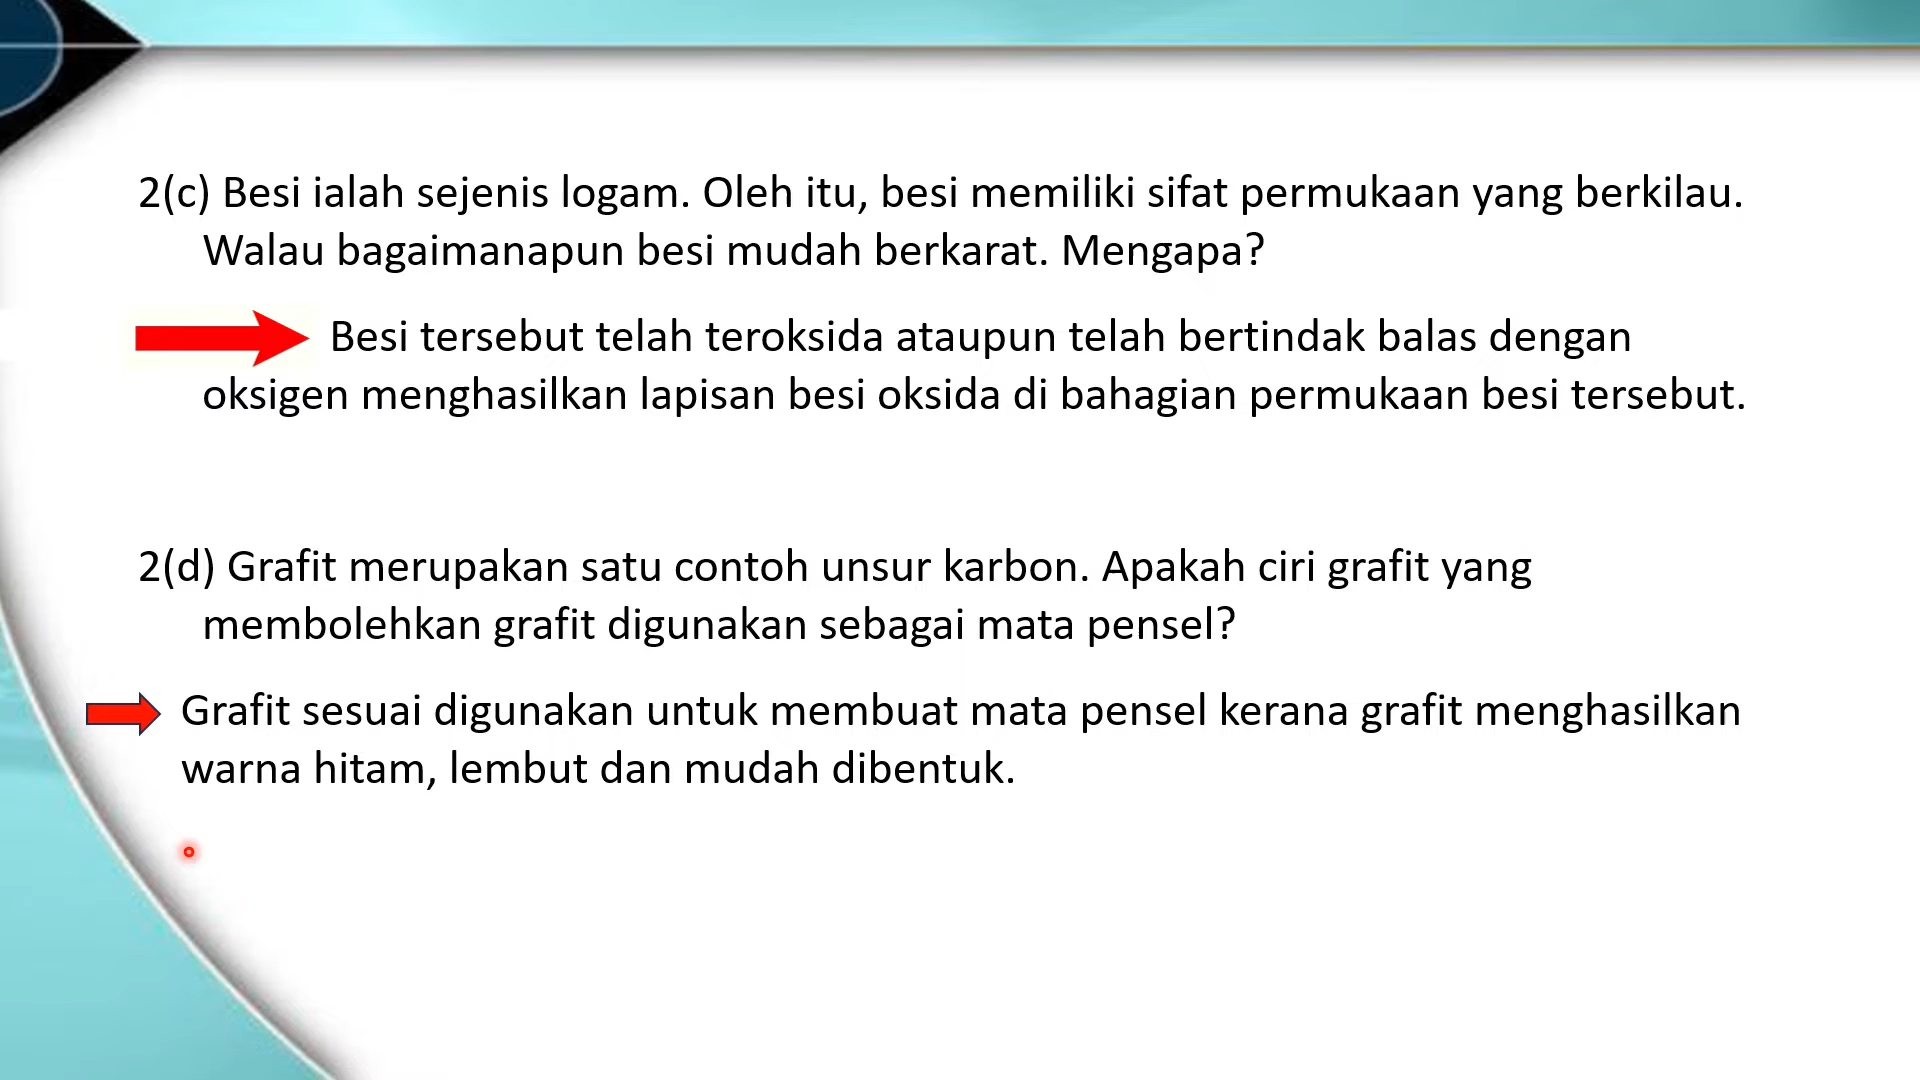 2(c) Besi ialah sejenis logam. Oleh itu, besi memiliki sifat permukaan yang berkilau.
Walau bagaimanapun besi mudah berkarat. Mengapa?
Besi tersebut telah teroksida ataupun telah bertindak balas dengan
oksigen menghasilkan lapisan besi oksida di bahagian permukaan besi tersebut.
2(d) Grafit merupakan satu contoh unsur karbon. Apakah ciri grafit yang
membolehkan grafit digunakan sebagai mata pensel?
Grafit sesuai digunakan untuk membuat mata pensel kerana grafit menghasilkan
warna hitam, lembut dan mudah dibentuk.